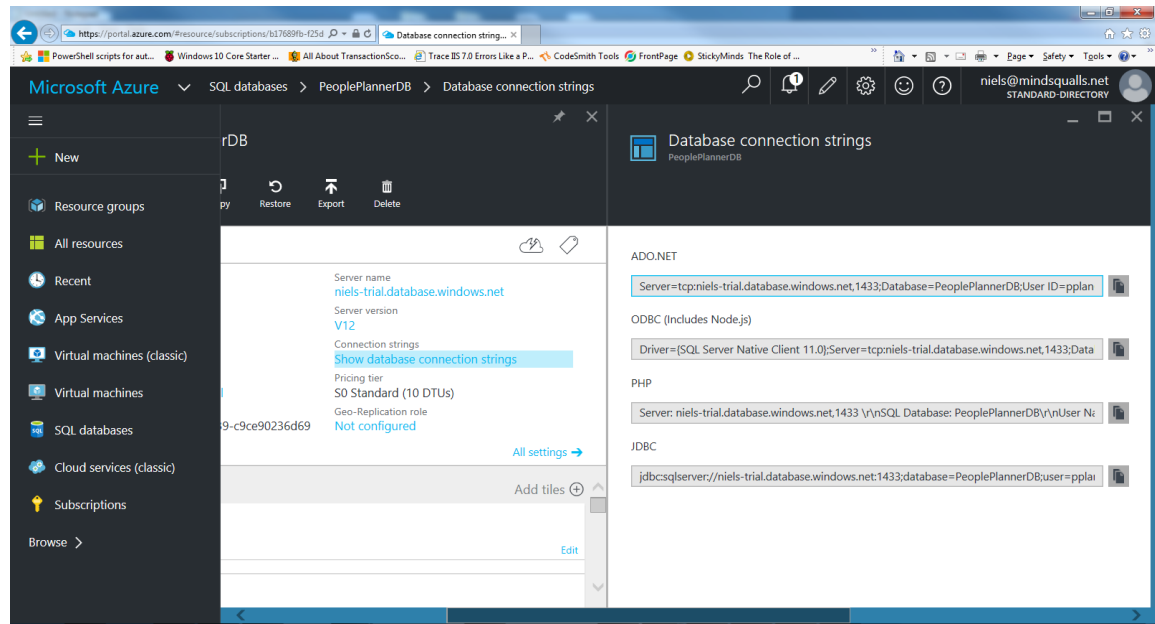 https://portal.azure.com/#resource/subscriptions/b17689fb-f25d
Database connection strings...
PowerShell scripts for aut...
Windows 10 Core Starter ...
All About TransactionSco...
Trace IIS 7.0 Errors Like a P...
CodeSmith Tools
FrontPage
StickyMinds The Role of ...
Page
Safety
Tools
Microsoft Azure
SQL databases > PeoplePlannerDB > Database connection strings
niels@mindsqualls.net
STANDARD-DIRECTORY
New
Resource groups
All resources
Recent
App Services
Virtual machines (classic)
Virtual machines
SQL databases
Cloud services (classic)
Subscriptions
Browse >
rDB
py
Restore
Export
Delete
Server name
niels-trial.database.windows.net
Server version
V12
Connection strings
Show database connection strings
Pricing tier
S0 Standard (10 DTUs)
Geo-Replication role
9-c9ce90236d69
Not configured
All settings →
Add tiles
Edit
Database connection strings
PeoplePlannerDB
ADO.NET
Server=tcp:niels-trial.database.windows.net,1433;Database=PeoplePlannerDB;User ID=pplan
ODBC (Includes Node.js)
Driver={SQL Server Native Client 11.0};Server=tcp:niels-trial.database.windows.net,1433;Data
PHP
Server: niels-trial.database.windows.net,1433 \r\nSQL Database: PeoplePlannerDB\r\nUser Na
JDBC
jdbc:sqlserver://niels-trial.database.windows.net:1433;database=PeoplePlannerDB;user=pplan